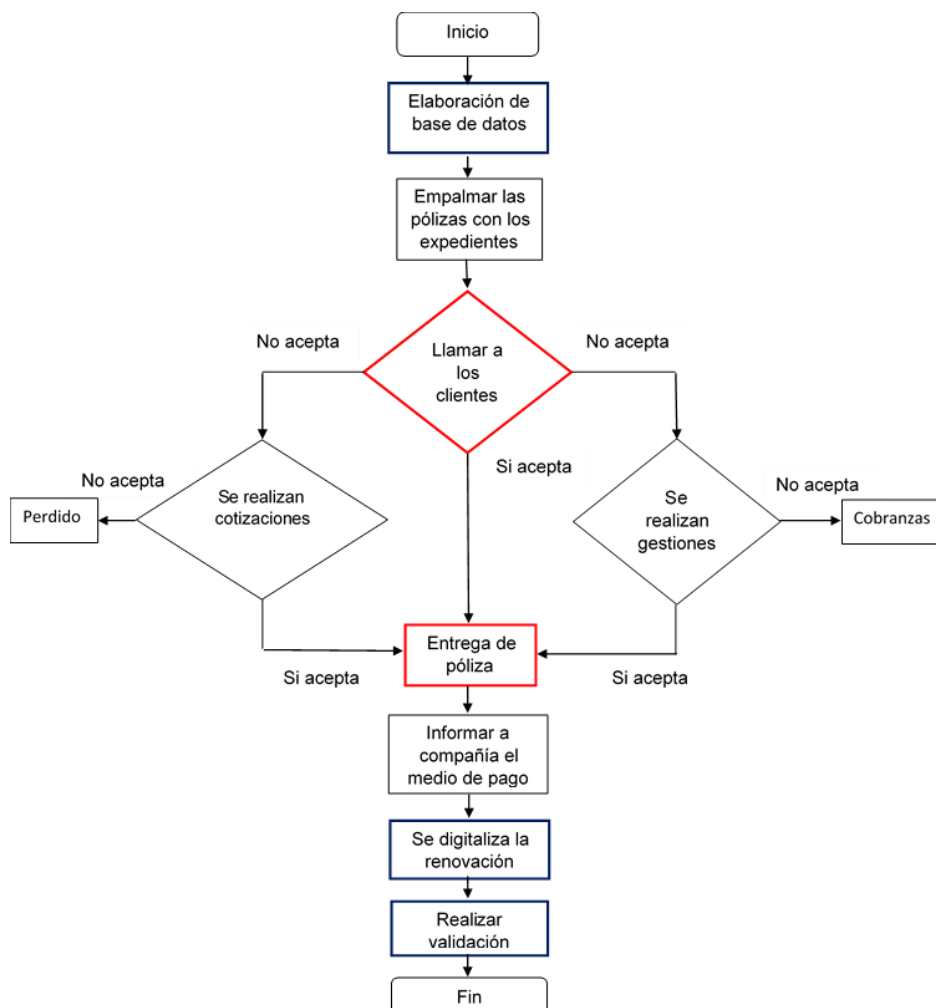 Inicio
Elaboración de
base de datos
Empalmar las
pólizas con los
expedientes
No acepta
Llamar a
los
clientes
No acepta
Si acepta
No acepta
Se realizan
cotizaciones
Perdido
Se
realizan
gestiones
No acepta
Cobranzas
Entrega de
póliza
Si acepta
Si acepta
Informar a
compañía el
medio de pago
Se digitaliza la
renovación
Realizar
validación
Fin